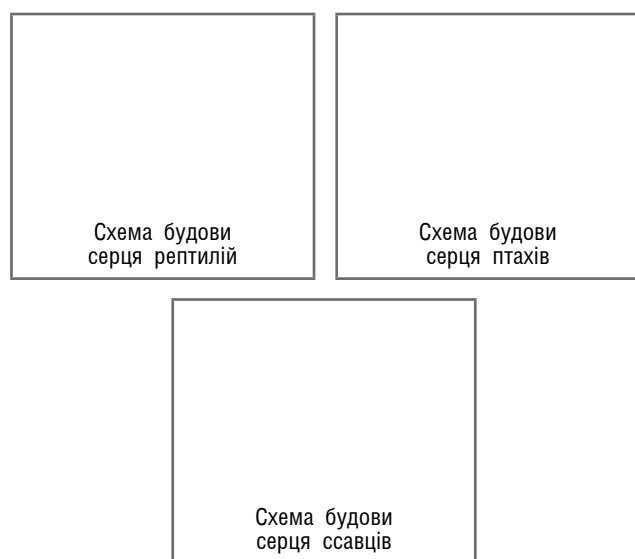 Схема будови
серця рептилій
Схема будови
серця птахів
Схема будови
серця ссавців